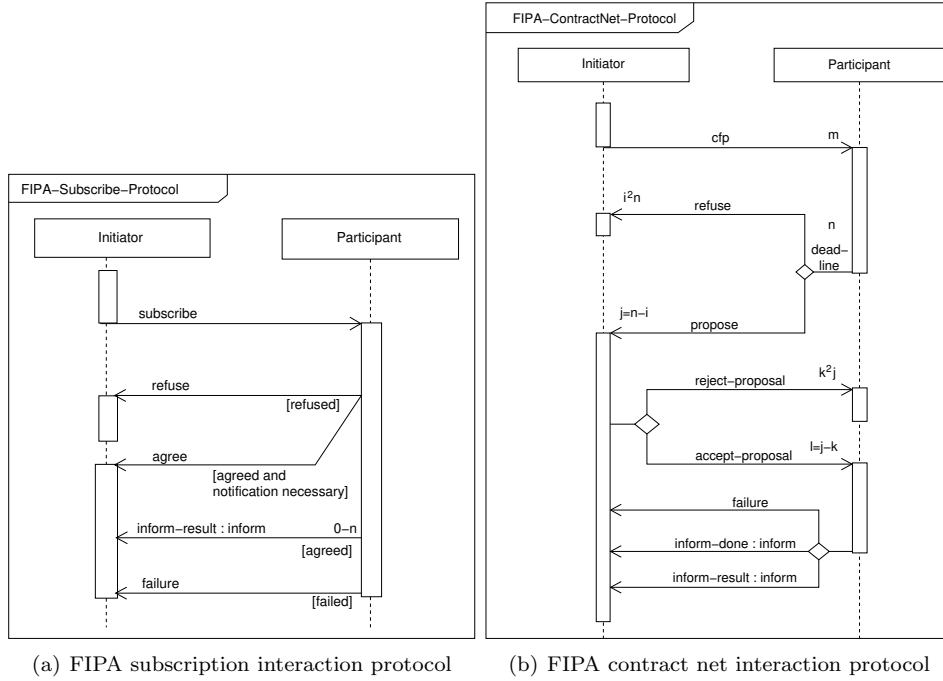 FIPA−Subscribe−Protocol
Initiator
Participant
subscribe
refuse
[refused]
agree
[agreed and
notification necessary]
inform−result : inform
0−n
[agreed]
failure
[failed]
(a) FIPA subscription interaction protocol
FIPA−ContractNet−Protocol
Initiator
Participant
cfp
m
i²n
refuse
n
dead−
line
j=n−i
propose
reject−proposal
k²j
accept−proposal
l=j−k
failure
inform−done : inform
inform−result : inform
(b) FIPA contract net interaction protocol